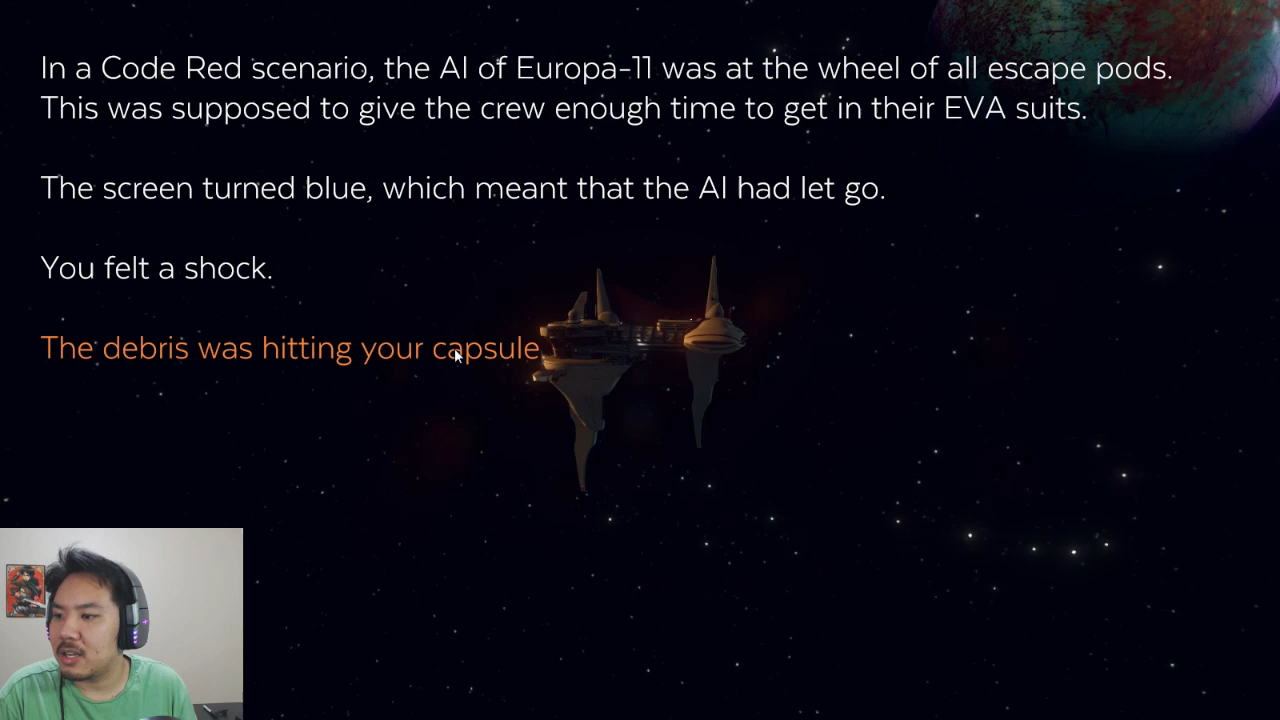 In a Code Red scenario, the AI of Europa-11 was at the wheel of all escape pods.
This was supposed to give the crew enough time to get in their EVA suits.
The screen turned blue, which meant that the AI had let go.
You felt a shock.
The debris was hitting your capsule.